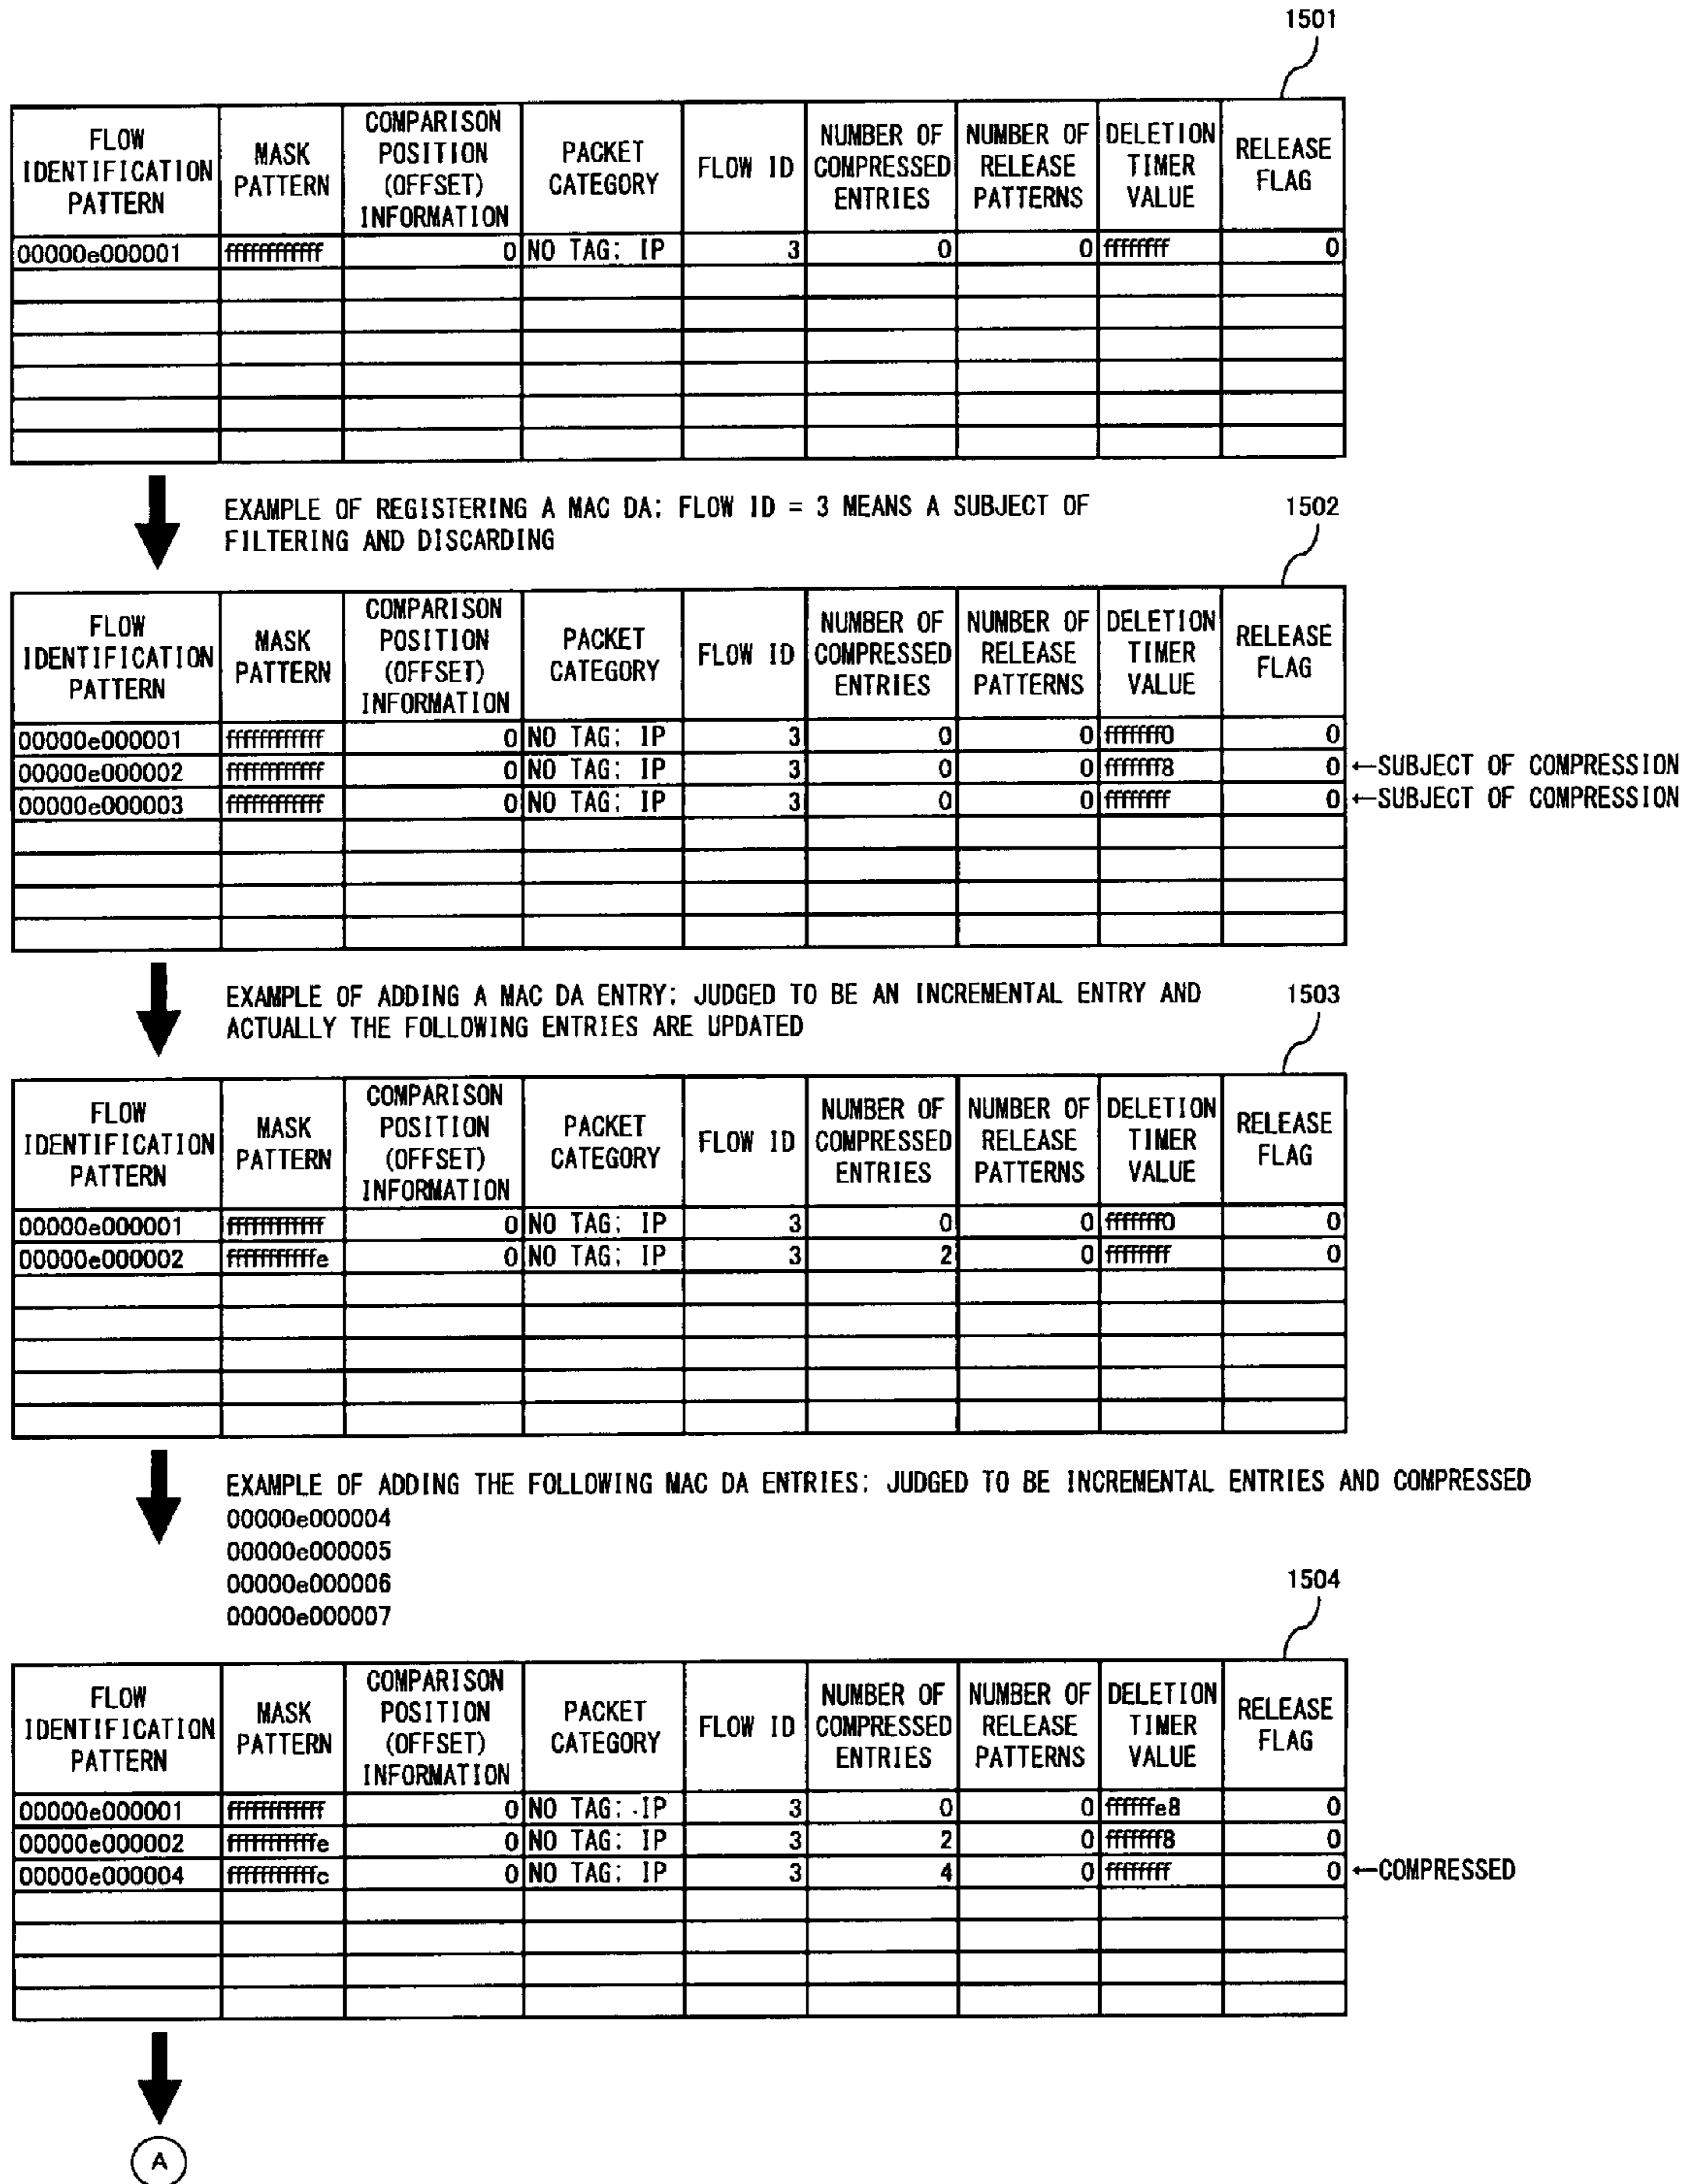 1501
FLOW IDENTIFICATION PATTERN | MASK PATTERN | COMPARISON POSITION (OFFSET) INFORMATION | PACKET CATEGORY | FLOW ID | NUMBER OF COMPRESSED ENTRIES | NUMBER OF RELEASE PATTERNS | DELETION TIMER VALUE | RELEASE FLAG
00000e000001 | ffffffffffff | 0 | NO TAG; IP | 3 | 0 | 0 | ffffffff | 0
EXAMPLE OF REGISTERING A MAC DA; FLOW ID = 3 MEANS A SUBJECT OF
FILTERING AND DISCARDING
1502
FLOW IDENTIFICATION PATTERN | MASK PATTERN | COMPARISON POSITION (OFFSET) INFORMATION | PACKET CATEGORY | FLOW ID | NUMBER OF COMPRESSED ENTRIES | NUMBER OF RELEASE PATTERNS | DELETION TIMER VALUE | RELEASE FLAG
00000e000001 | ffffffffffff | 0 | NO TAG; IP | 3 | 0 | 0 | fffffff0 | 0
00000e000002 | ffffffffffff | 0 | NO TAG; IP | 3 | 0 | 0 | fffffff8 | 0 ←SUBJECT OF COMPRESSION
00000e000003 | ffffffffffff | 0 | NO TAG; IP | 3 | 0 | 0 | ffffffff | 0 ←SUBJECT OF COMPRESSION
EXAMPLE OF ADDING A MAC DA ENTRY; JUDGED TO BE AN INCREMENTAL ENTRY AND
ACTUALLY THE FOLLOWING ENTRIES ARE UPDATED
1503
FLOW IDENTIFICATION PATTERN | MASK PATTERN | COMPARISON POSITION (OFFSET) INFORMATION | PACKET CATEGORY | FLOW ID | NUMBER OF COMPRESSED ENTRIES | NUMBER OF RELEASE PATTERNS | DELETION TIMER VALUE | RELEASE FLAG
00000e000001 | ffffffffffff | 0 | NO TAG; IP | 3 | 0 | 0 | fffffff0 | 0
00000e000002 | fffffffffffe | 0 | NO TAG; IP | 3 | 2 | 0 | ffffffff | 0
EXAMPLE OF ADDING THE FOLLOWING MAC DA ENTRIES; JUDGED TO BE INCREMENTAL ENTRIES AND COMPRESSED
00000e000004
00000e000005
00000e000006
00000e000007
1504
FLOW IDENTIFICATION PATTERN | MASK PATTERN | COMPARISON POSITION (OFFSET) INFORMATION | PACKET CATEGORY | FLOW ID | NUMBER OF COMPRESSED ENTRIES | NUMBER OF RELEASE PATTERNS | DELETION TIMER VALUE | RELEASE FLAG
00000e000001 | ffffffffffff | 0 | NO TAG; IP | 3 | 0 | 0 | ffffffe8 | 0
00000e000002 | fffffffffffe | 0 | NO TAG; IP | 3 | 2 | 0 | fffffff8 | 0
00000e000004 | fffffffffffc | 0 | NO TAG; IP | 3 | 4 | 0 | ffffffff | 0 ←COMPRESSED
A